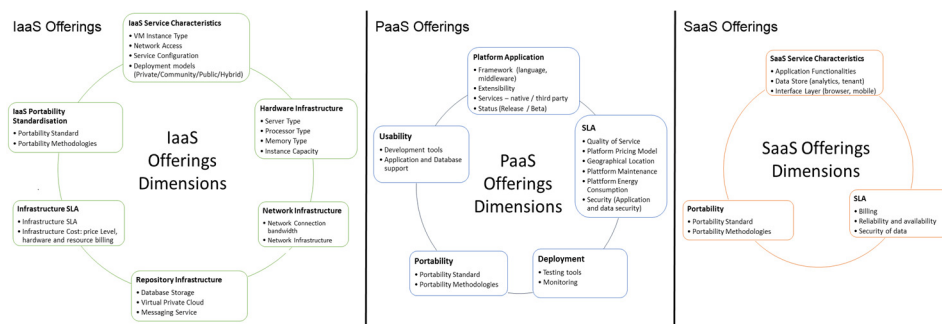 IaaS Offerings
IaaS Service Characteristics
• VM Instance Type
• Network Access
• Service Configuration
• Deployment models
(Private/Community/Public/Hybrid)
Hardware Infrastructure
• Server Type
• Processor Type
• Memory Type
• Instance Capacity
IaaS Portability
Standardisation
• Portability Standard
• Portability Methodologies
IaaS
Offerings
Dimensions
Infrastructure SLA
• Infrastructure SLA
• Infrastructure Cost: price Level,
hardware and resource billing
Network Infrastructure
• Network Connection
bandwidth
• Network Infrastructure
Repository Infrastructure
• Database Storage
• Virtual Private Cloud
• Messaging Service
PaaS Offerings
Platform Application
• Framework (language,
middleware)
• Extensibility
• Services – native / third party
• Status (Release / Beta)
Usability
• Development tools
• Application and Database
support
SLA
• Quality of Service
• Platform Pricing Model
• Geographical Location
• Plattform Maintenance
• Plattform Energy
Consumption
• Security (Application
and data security)
PaaS
Offerings
Dimensions
Portability
• Portability Standard
• Portability Methodologies
Deployment
• Testing tools
• Monitoring
SaaS Offerings
SaaS Service Characteristics
• Application Functionalities
• Data Store (analytics, tenant)
• Interface Layer (browser, mobile)
SaaS Offerings
Dimensions
Portability
• Portability Standard
• Portability Methodologies
SLA
• Billing
• Reliability and availability
• Security of data